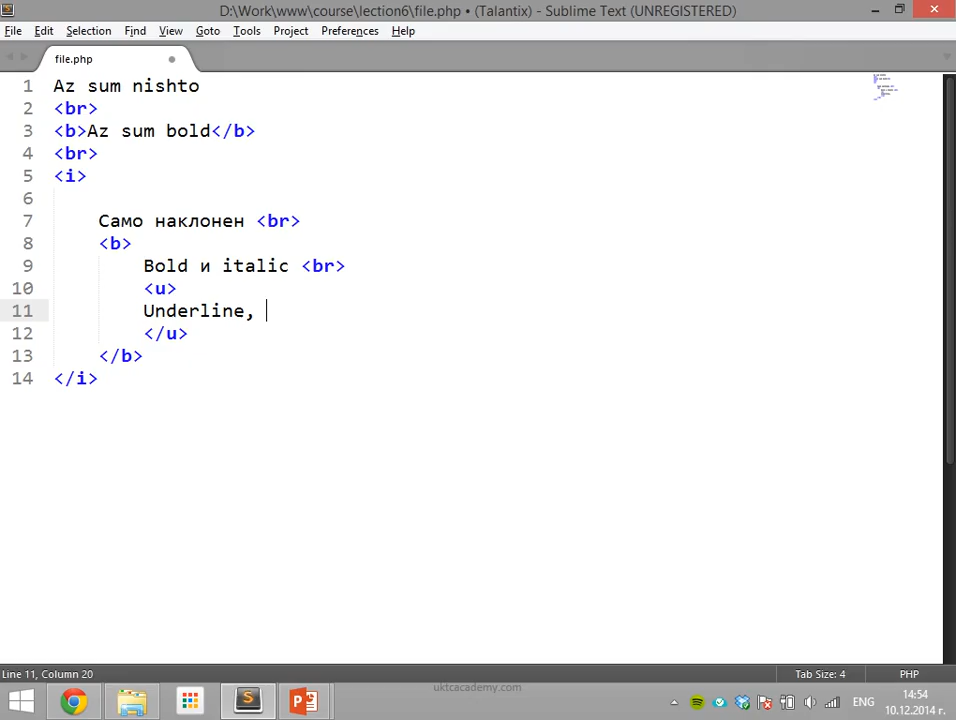 D:\Work\www\course\lection6\file.php • (Talantix) - Sublime Text (UNREGISTERED)
File Edit Selection Find View Goto Tools Project Preferences Help
file.php
1 Az sum nishto
2 <br>
3 <b>Az sum bold</b>
4 <br>
5 <i>
6
7 Само наклонен <br>
8 <b>
9 Bold и italic <br>
10 <u>
11 Underline,
12 </u>
13 </b>
14 </i>
Line 11, Column 20 Tab Size: 4 PHP
uktcacademy.com
ENG
14:54
10.12.2014 г.